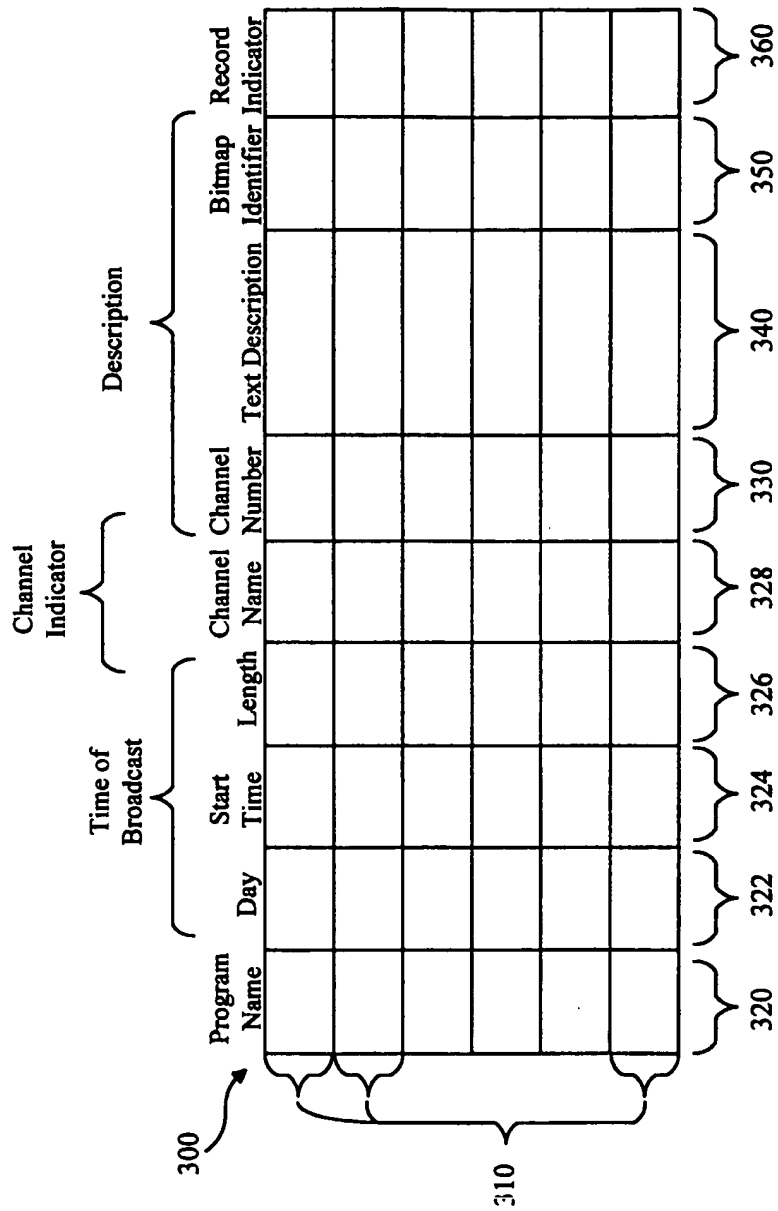 Channel
Indicator
Time of
Broadcast
Description
Program
Name
Day
Start
Time
Length
Channel
Name
Channel
Number
Text Description
Bitmap
Identifier
Record
Indicator
300
310
320
322
324
326
328
330
340
350
360